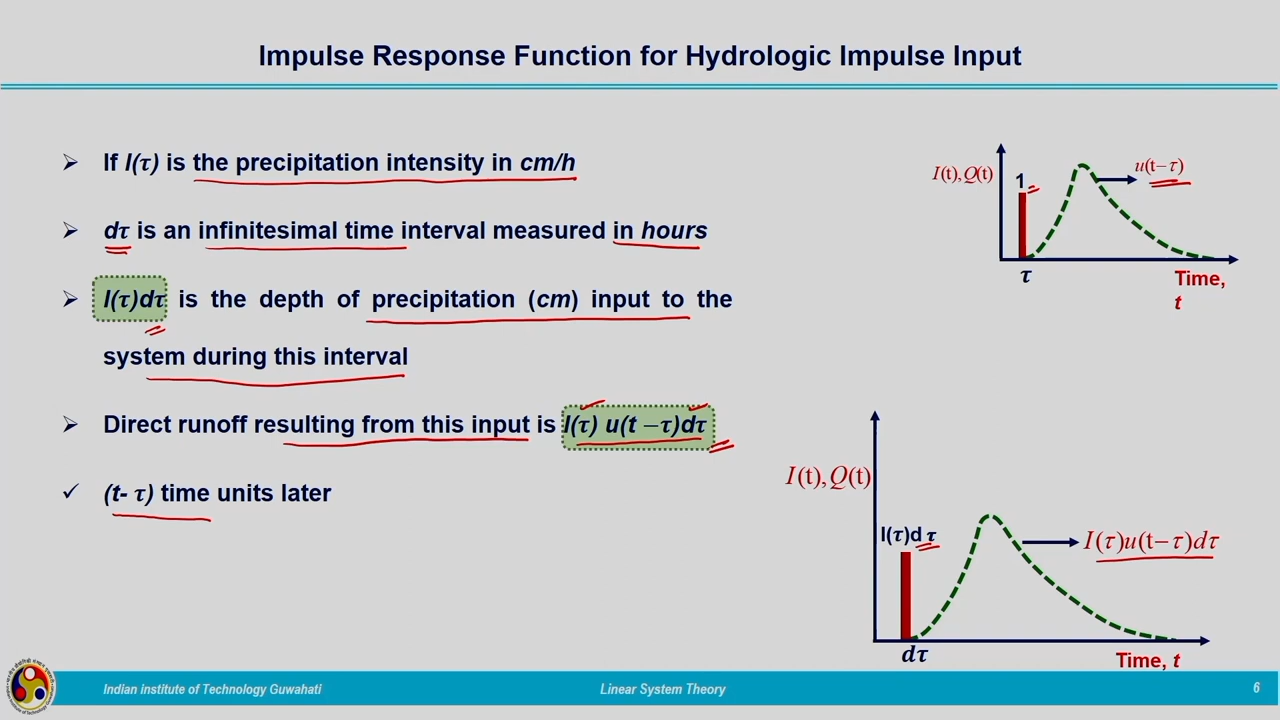 Impulse Response Function for Hydrologic Impulse Input
➢ If I(τ) is the precipitation intensity in cm/h
➢ dτ is an infinitesimal time interval measured in hours
➢ I(τ)dτ is the depth of precipitation (cm) input to the
system during this interval
➢ Direct runoff resulting from this input is I(τ) u(t −τ)dτ
✓ (t- τ) time units later
I(t),Q(t)
1
u(t−τ)
τ
Time,
t
I(t),Q(t)
I(τ)d τ
I(τ)u(t−τ)dτ
dτ
Time, t
Indian institute of Technology Guwahati
Linear System Theory
6